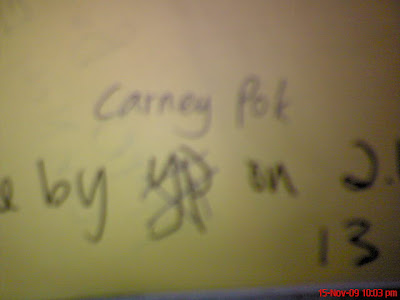 Carney Pok
by on 2.
13
15-Nov-09 10:03 pm